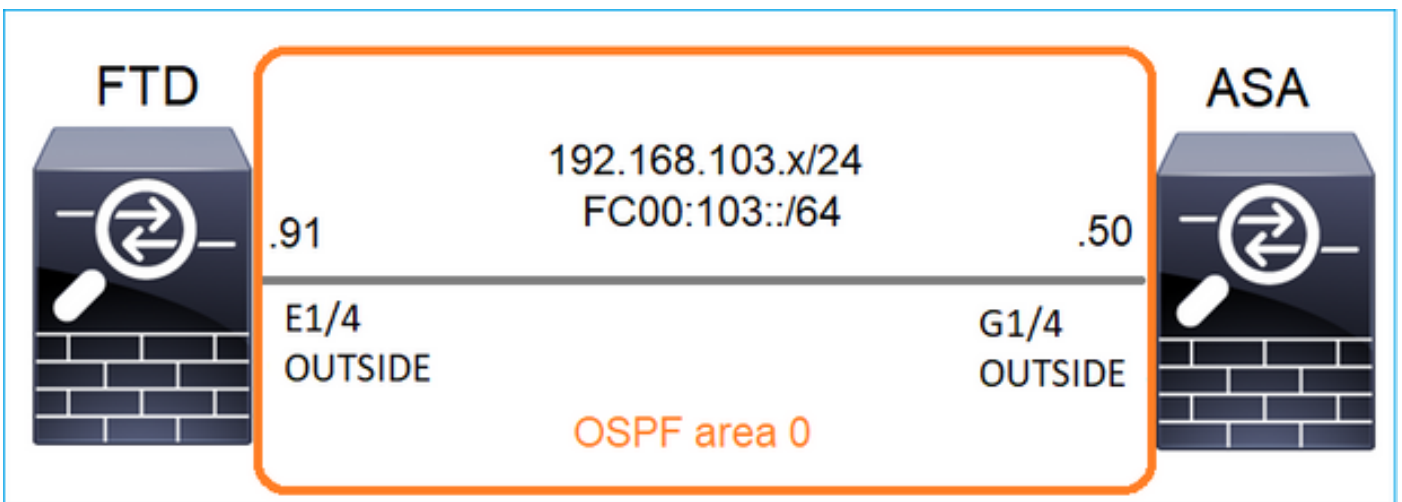 FTD
ASA
192.168.103.x/24
FC00:103::/64
.91
.50
E1/4
OUTSIDE
G1/4
OUTSIDE
OSPF area 0